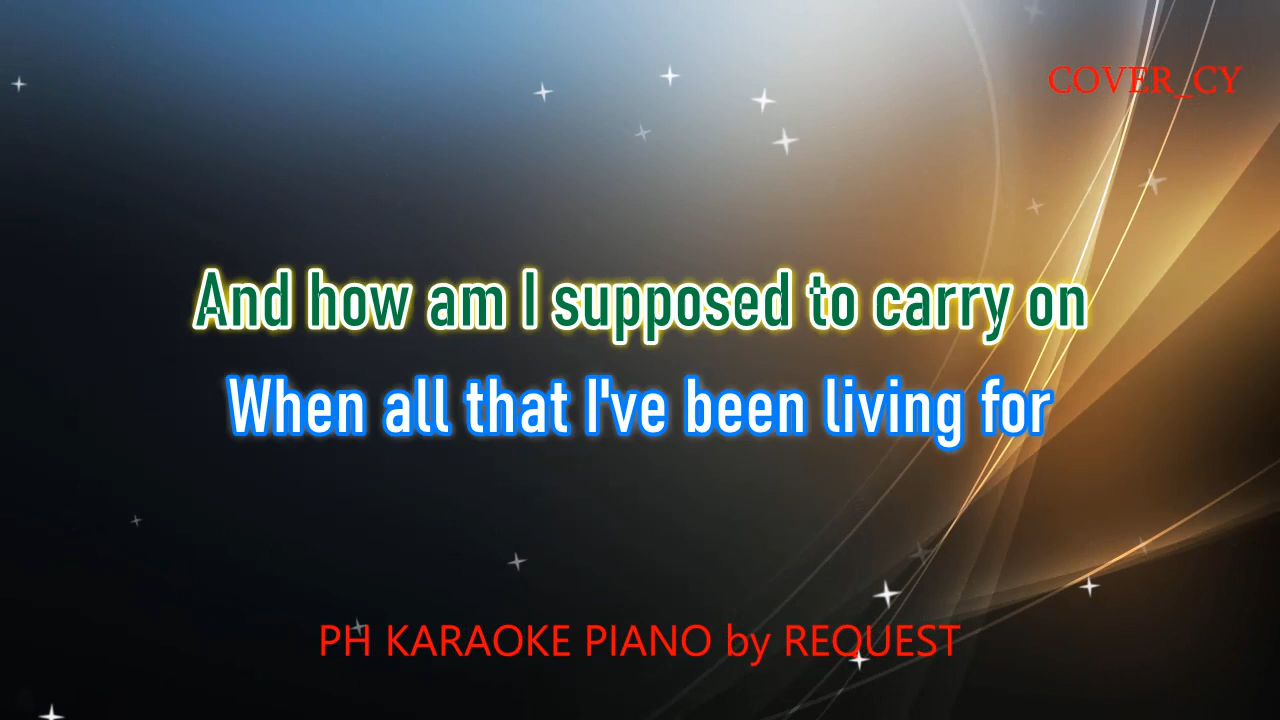 COVER_CY
And how am I supposed to carry on
When all that I've been living for
PH KARAOKE PIANO by REQUEST